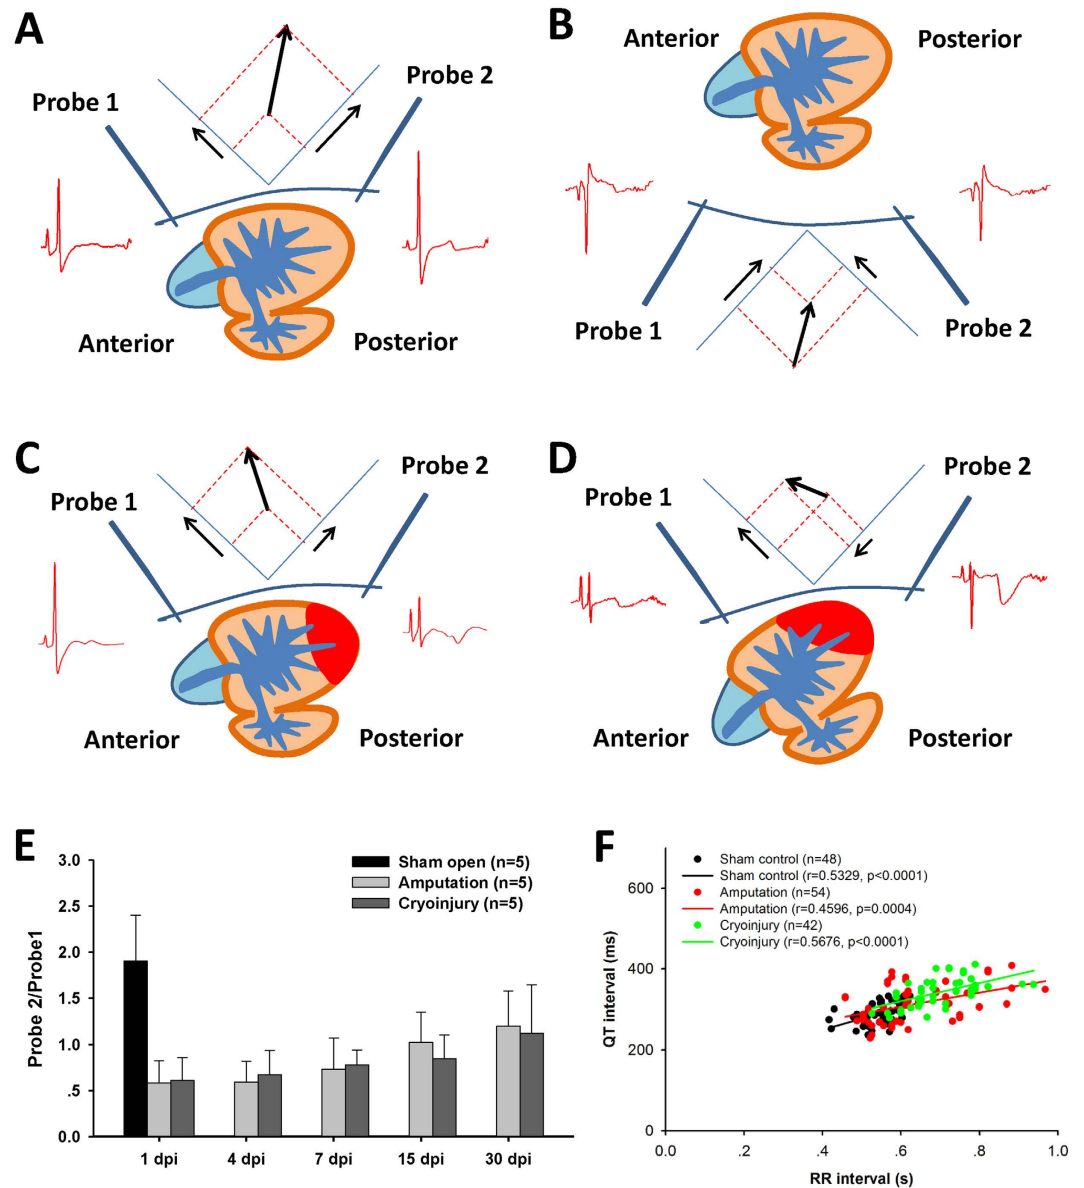 A
Probe 1
Probe 2
Anterior
Posterior
B
Anterior
Posterior
Probe 1
Probe 2
C
Probe 1
Probe 2
Anterior
Posterior
D
Probe 1
Probe 2
Anterior
Posterior
E
Probe 2/Probe1
3.0
2.5
2.0
1.5
1.0
.5
0.0
Sham open (n=5)
Amputation (n=5)
Cryoinjury (n=5)
1 dpi
4 dpi
7 dpi
15 dpi
30 dpi
F
QT interval (ms)
600
400
200
0
Sham control (n=48)
Sham control (r=0.5329, p<0.0001)
Amputation (n=54)
Amputation (r=0.4596, p=0.0004)
Cryoinjury (n=42)
Cryoinjury (r=0.5676, p<0.0001)
0.0
.2
.4
.6
.8
1.0
RR interval (s)